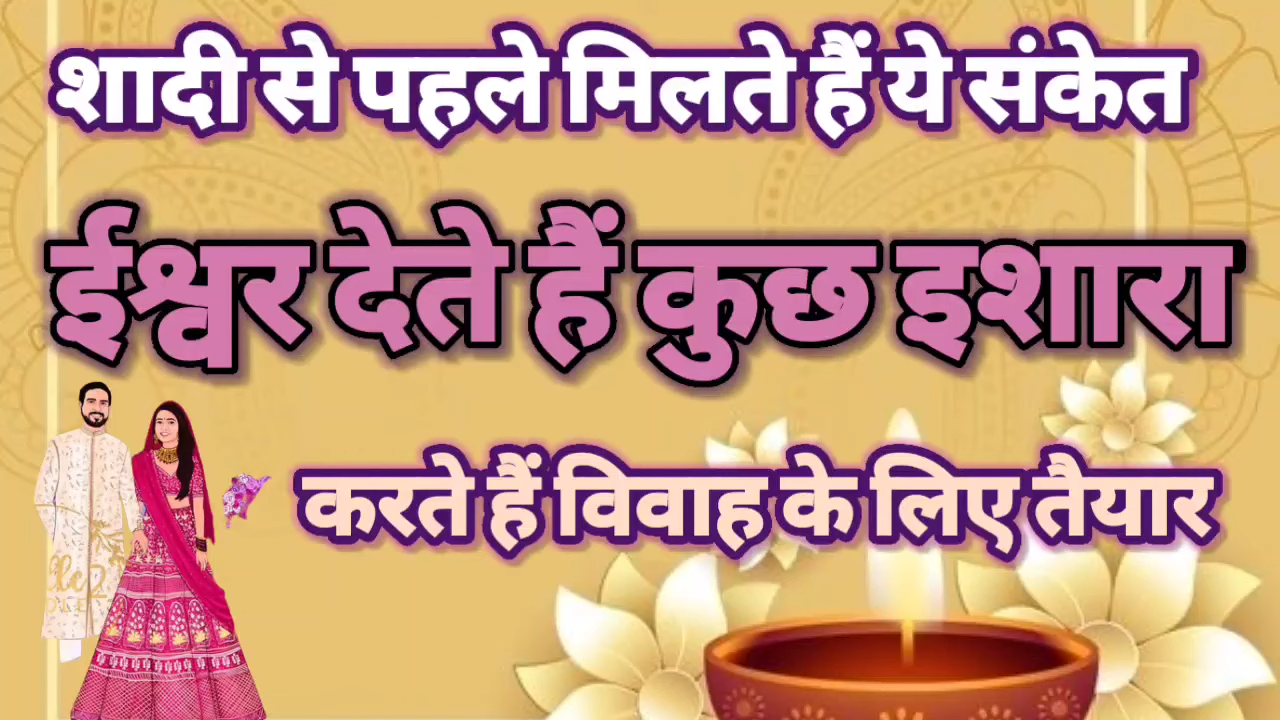 शादी से पहले मिलते हैं ये संकेत
ईश्वर देते हैं कुछ इशारा
करते हैं विवाह के लिए तैयार